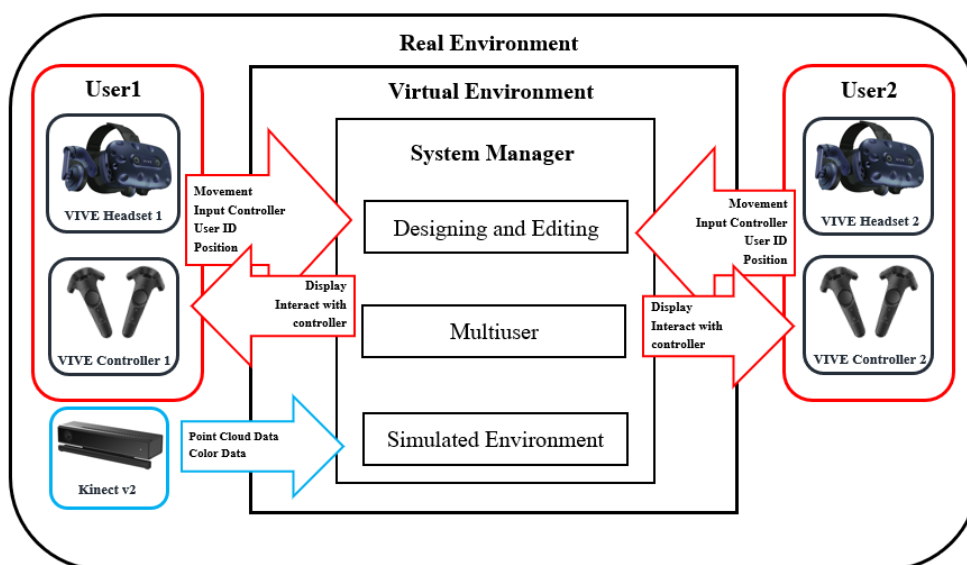 Real Environment
User1
VIVE Headset 1
VIVE Controller 1
Kinect v2
Movement
Input Controller
User ID
Position
Display
Interact with
controller
Point Cloud Data
Color Data
Virtual Environment
System Manager
Designing and Editing
Multiuser
Simulated Environment
Movement
Input Controller
User ID
Position
Display
Interact with
controller
User2
VIVE Headset 2
VIVE Controller 2